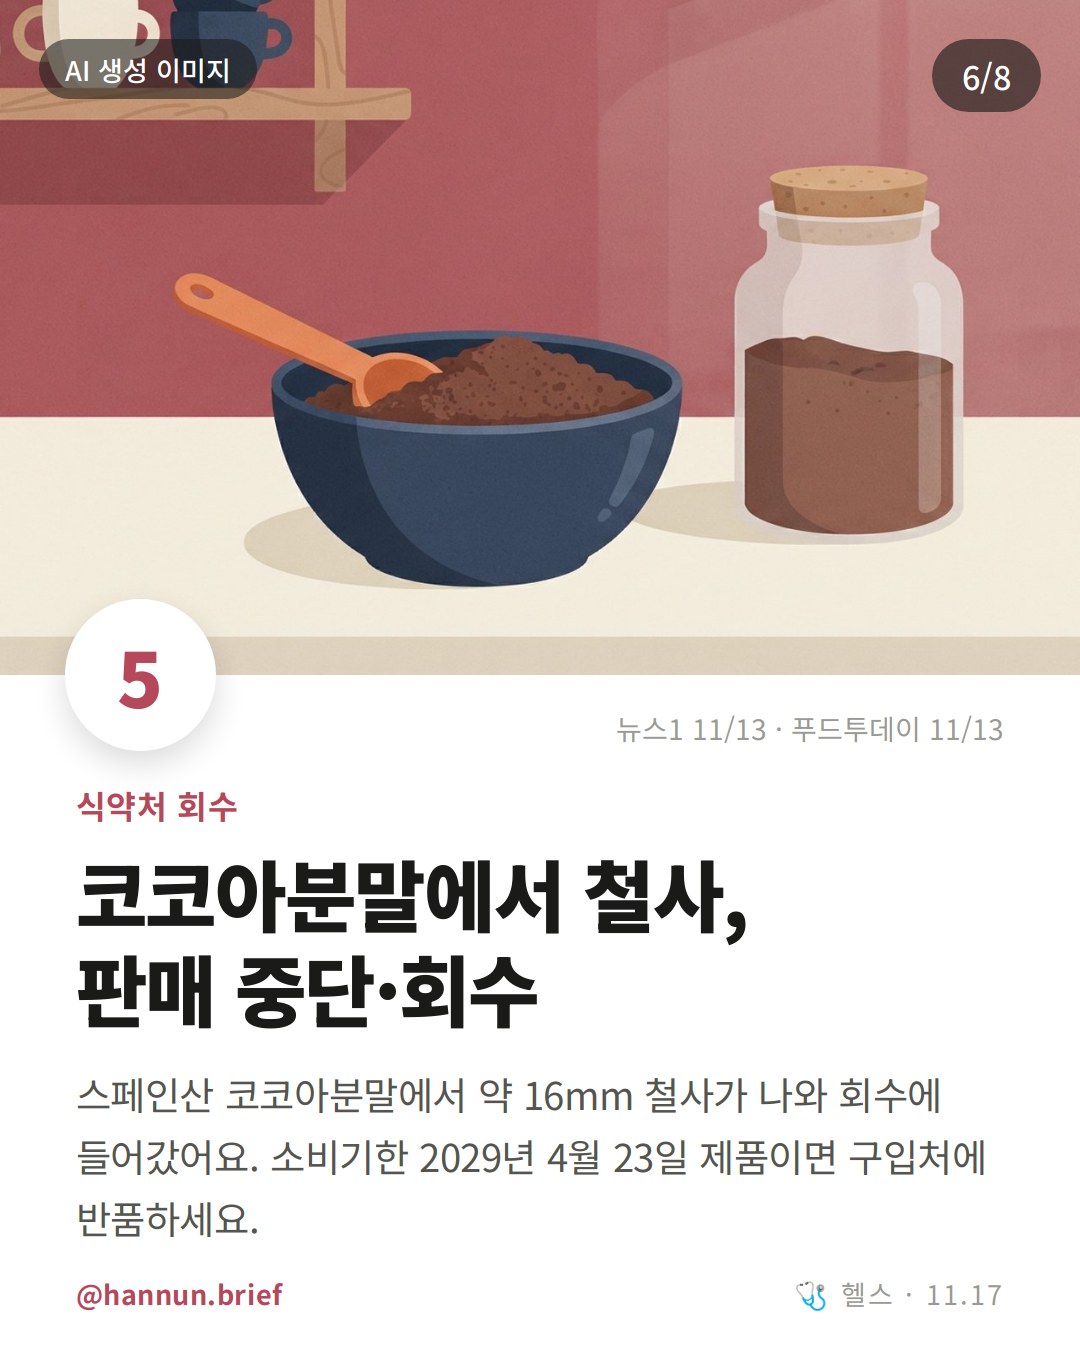 AI 생성 이미지
6/8
5
뉴스1 11/13 · 푸드투데이 11/13
식약처 회수
코코아분말에서 철사,
판매 중단·회수
스페인산 코코아분말에서 약 16mm 철사가 나와 회수에
들어갔어요. 소비기한 2029년 4월 23일 제품이면 구입처에
반품하세요.
@hannun.brief
헬스 · 11.17